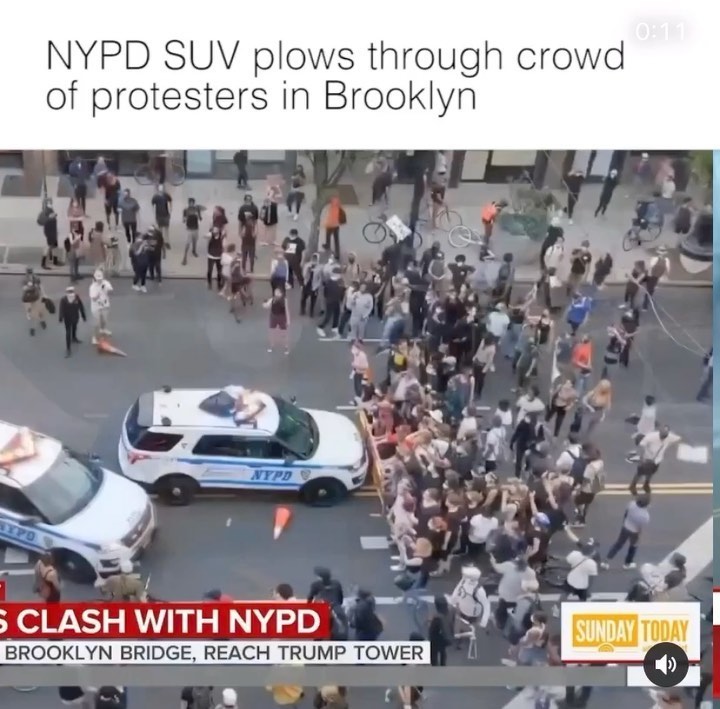 0:11
NYPD SUV plows through crowd
of protesters in Brooklyn
NYPD
NYPD
S CLASH WITH NYPD
BROOKLYN BRIDGE, REACH TRUMP TOWER
SUNDAY TODAY